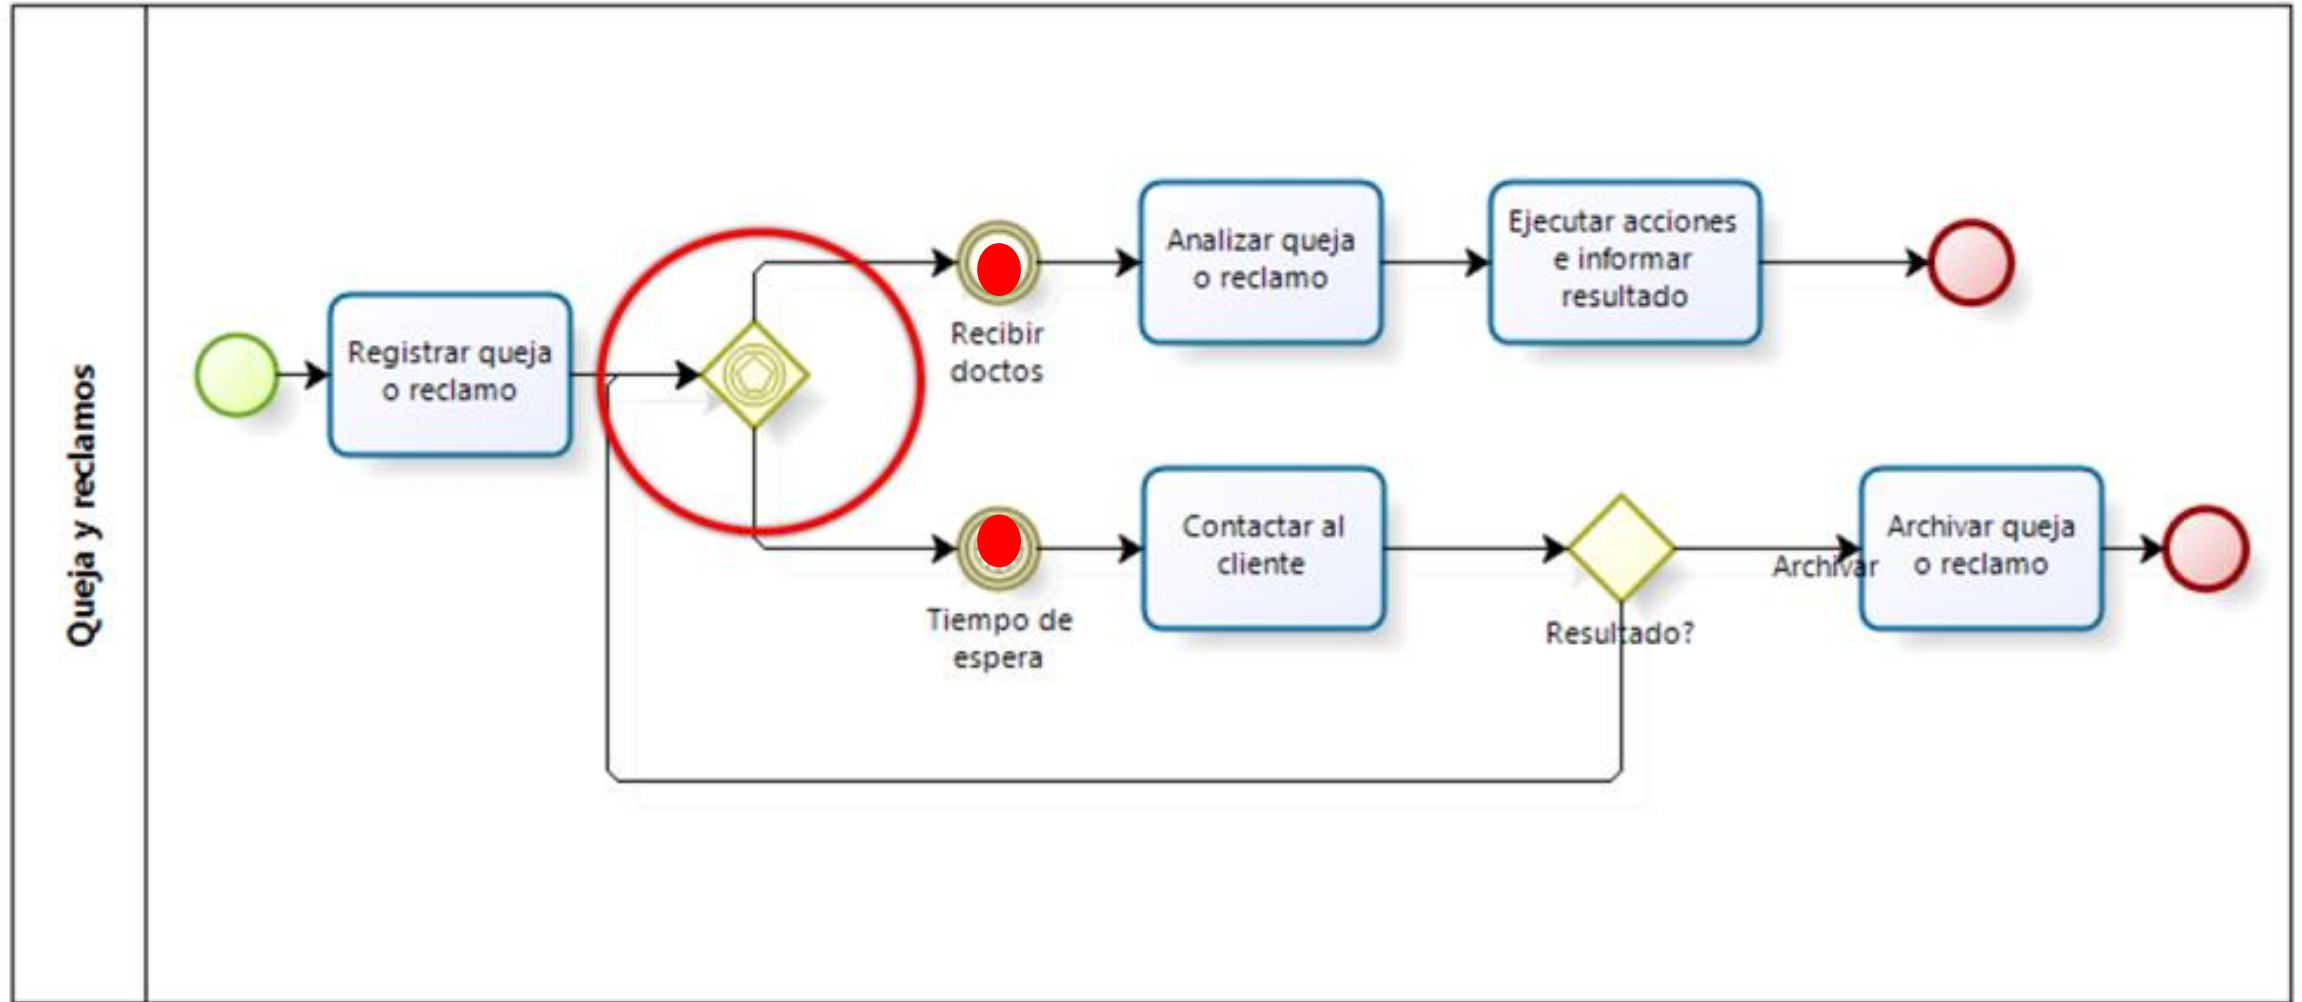 Queja y reclamos
Registrar queja
o reclamo
Recibir
doctos
Analizar queja
o reclamo
Ejecutar acciones
e informar
resultado
Tiempo de
espera
Contactar al
cliente
Resultado?
Archivar
Archivar queja
o reclamo